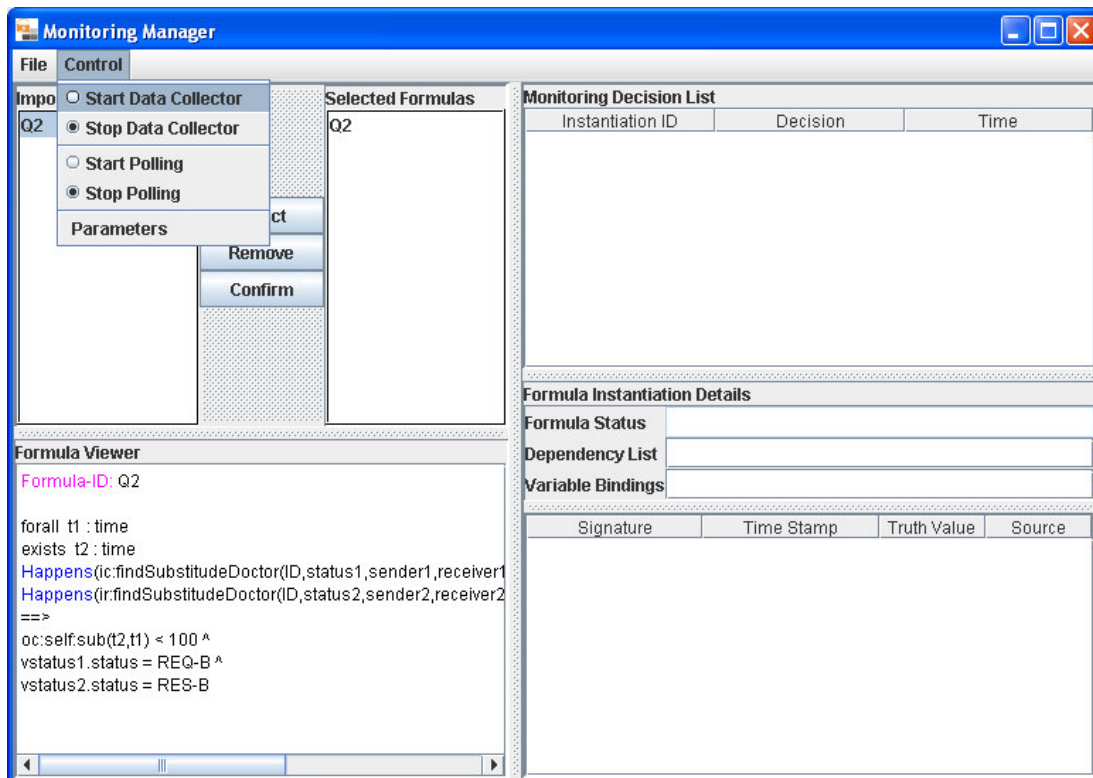 Monitoring Manager
File Control
Impo
Start Data Collector
Stop Data Collector
Start Polling
Stop Polling
Parameters
Q2
ct
Remove
Confirm
Selected Formulas
Q2
Monitoring Decision List
Instantiation ID Decision Time
Formula Instantiation Details
Formula Status
Dependency List
Variable Bindings
Signature Time Stamp Truth Value Source
Formula Viewer
Formula-ID: Q2
forall t1 : time
exists t2 : time
Happens(ic:findSubstitudeDoctor(ID,status1,sender1,receiver1
Happens(ir:findSubstitudeDoctor(ID,status2,sender2,receiver2
==>
oc:self:sub(t2,t1) < 100 ^
vstatus1.status = REQ-B ^
vstatus2.status = RES-B